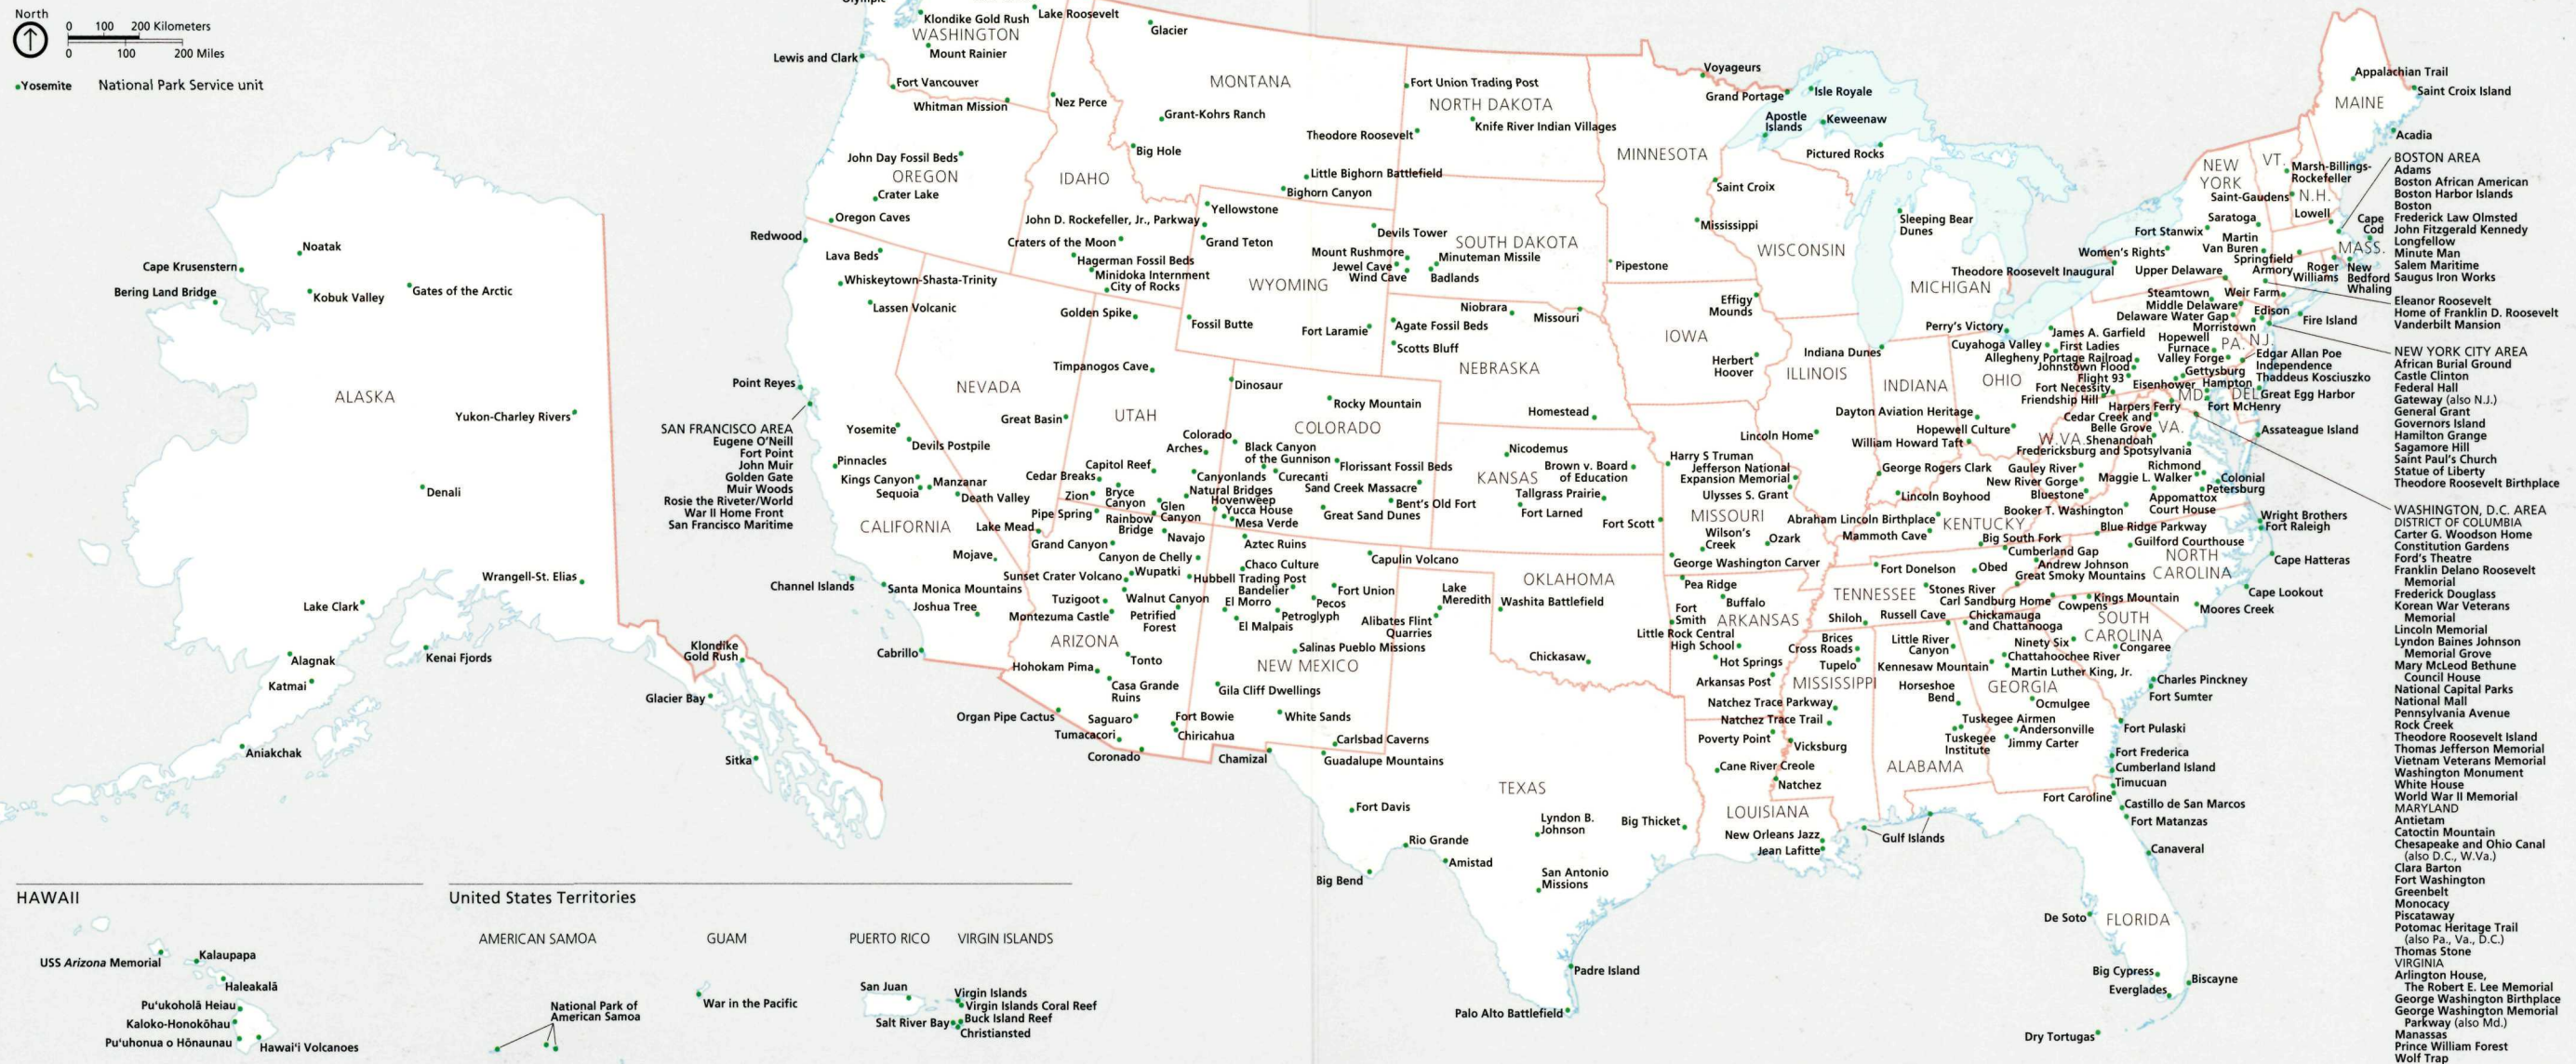 North
0 100 200 Kilometers
0 100 200 Miles
Yosemite National Park Service unit
Klondike Gold Rush
Lake Roosevelt
WASHINGTON
Mount Rainier
Lewis and Clark
Fort Vancouver
Whitman Mission
Nez Perce
Glacier
MONTANA
Grant-Kohrs Ranch
Big Hole
Little Bighorn Battlefield
Bighorn Canyon
Fort Union Trading Post
NORTH DAKOTA
Knife River Indian Villages
Theodore Roosevelt
John Day Fossil Beds
OREGON
Crater Lake
Oregon Caves
IDAHO
John D. Rockefeller, Jr., Parkway
Craters of the Moon
Hagerman Fossil Beds
Minidoka Internment
City of Rocks
Yellowstone
Grand Teton
WYOMING
Devils Tower
Fossil Butte
Fort Laramie
Mount Rushmore
Jewel Cave
Wind Cave
SOUTH DAKOTA
Minuteman Missile
Badlands
Niobrara
Missouri
Agate Fossil Beds
Scotts Bluff
NEBRASKA
Homestead
Redwood
Lava Beds
Whiskeytown-Shasta-Trinity
Lassen Volcanic
Point Reyes
SAN FRANCISCO AREA
Eugene O'Neill
Fort Point
John Muir
Golden Gate
Muir Woods
Rosie the Riveter/World
War II Home Front
San Francisco Maritime
Yosemite
Devils Postpile
Pinnacles
Kings Canyon
Sequoia
Manzanar
Death Valley
CALIFORNIA
Mojave
Channel Islands
Santa Monica Mountains
Joshua Tree
Cabrillo
NEVADA
Great Basin
Lake Mead
Golden Spike
Timpanogos Cave
UTAH
Capitol Reef
Cedar Breaks
Zion
Bryce
Canyon
Pipe Spring
Rainbow
Bridge
Glen
Canyon
Arches
Canyonlands
Natural Bridges
Hovenweep
Navajo
Dinosaur
Rocky Mountain
COLORADO
Colorado
Black Canyon
of the Gunnison
Curecanti
Florissant Fossil Beds
Sand Creek Massacre
Bent's Old Fort
Great Sand Dunes
Yucca House
Mesa Verde
Grand Canyon
Canyon de Chelly
Sunset Crater Volcano
Wupatki
Hubbell Trading Post
Tuzigoot
Walnut Canyon
Montezuma Castle
Petrified
Forest
ARIZONA
Tonto
Hohokam Pima
Casa Grande
Ruins
Organ Pipe Cactus
Saguaro
Tumacacori
Coronado
Fort Bowie
Chiricahua
Aztec Ruins
Chaco Culture
Bandelier
El Morro
Pecos
Fort Union
Capulin Volcano
Petroglyph
El Malpais
Salinas Pueblo Missions
NEW MEXICO
Gila Cliff Dwellings
White Sands
Carlsbad Caverns
Chamizal
Guadalupe Mountains
Lake
Meredith
Alibates Flint
Quarries
TEXAS
Fort Davis
Rio Grande
Amistad
Big Bend
Lyndon B.
Johnson
San Antonio
Missions
Big Thicket
Padre Island
Palo Alto Battlefield
Nicodemus
KANSAS
Brown v. Board
of Education
Tallgrass Prairie
Fort Larned
Fort Scott
OKLAHOMA
Washita Battlefield
Chickasaw
Voyageurs
Grand Portage
MINNESOTA
Saint Croix
Mississippi
Pipestone
Isle Royale
Apostle
Islands
Keweenaw
Pictured Rocks
WISCONSIN
Sleeping Bear
Dunes
MICHIGAN
Effigy
Mounds
IOWA
Herbert
Hoover
ILLINOIS
Lincoln Home
Indiana Dunes
INDIANA
George Rogers Clark
Lincoln Boyhood
Harry S Truman
Jefferson National
Expansion Memorial
Ulysses S. Grant
MISSOURI
Wilson's
Creek
Ozark
George Washington Carver
Pea Ridge
Buffalo
Fort
Smith
ARKANSAS
Little Rock Central
High School
Hot Springs
Arkansas Post
LOUISIANA
Poverty Point
Cane River Creole
New Orleans Jazz
Jean Lafitte
MISSISSIPPI
Brices
Cross Roads
Tupelo
Natchez Trace Parkway
Natchez Trace Trail
Vicksburg
Natchez
Gulf Islands
Perry's Victory
James A. Garfield
Cuyahoga Valley
First Ladies
OHIO
Dayton Aviation Heritage
Hopewell Culture
William Howard Taft
Abraham Lincoln Birthplace
KENTUCKY
Mammoth Cave
Big South Fork
Cumberland Gap
Fort Donelson
Obed
Andrew Johnson
Great Smoky Mountains
TENNESSEE
Stones River
Shiloh
Russell Cave
Chickamauga
and Chattanooga
Little River
Canyon
Horseshoe
Bend
Tuskegee Airmen
Tuskegee
Institute
ALABAMA
Kennesaw Mountain
Chattahoochee River
Martin Luther King, Jr.
GEORGIA
Ocmulgee
Andersonville
Jimmy Carter
Fort Pulaski
Fort Frederica
Cumberland Island
Carl Sandburg Home
Cowpens
Kings Mountain
SOUTH
CAROLINA
Ninety Six
Congaree
Charles Pinckney
Fort Sumter
Timucuan
Fort Caroline
Castillo de San Marcos
Fort Matanzas
Canaveral
FLORIDA
De Soto
Big Cypress
Biscayne
Everglades
Dry Tortugas
Blue Ridge Parkway
Guilford Courthouse
NORTH
CAROLINA
Moores Creek
Wright Brothers
Fort Raleigh
Cape Hatteras
Cape Lookout
W.VA.
Gauley River
New River Gorge
Bluestone
Harpers Ferry
Cedar Creek and
Belle Grove
VA.
Shenandoah
Fredericksburg and Spotsylvania
Richmond
Maggie L. Walker
Colonial
Petersburg
Appomattox
Court House
Booker T. Washington
Allegheny Portage Railroad
Johnstown Flood
Flight 93
Fort Necessity
Friendship Hill
Eisenhower
Gettysburg
PA.
Hopewell
Furnace
Valley Forge
Steamtown
Upper Delaware
Middle Delaware
Delaware Water Gap
Edgar Allan Poe
Independence
Thaddeus Kosciuszko
MD.
Hampton
Fort McHenry
Assateague Island
DEL.
Great Egg Harbor
N.J.
Morristown
Edison
NEW
YORK
Theodore Roosevelt Inaugural
Women's Rights
Fort Stanwix
Saratoga
Martin
Van Buren
Fire Island
Weir Farm
VT.
Marsh-Billings-
Rockefeller
N.H.
Saint-Gaudens
Lowell
MASS.
Springfield
Armory
Cape
Cod
Roger
Williams
New
Bedford
Whaling
MAINE
Appalachian Trail
Saint Croix Island
Acadia
BOSTON AREA
Adams
Boston African American
Boston Harbor Islands
Boston
Frederick Law Olmsted
John Fitzgerald Kennedy
Longfellow
Minute Man
Salem Maritime
Saugus Iron Works
Eleanor Roosevelt
Home of Franklin D. Roosevelt
Vanderbilt Mansion
NEW YORK CITY AREA
African Burial Ground
Castle Clinton
Federal Hall
Gateway (also N.J.)
General Grant
Governors Island
Hamilton Grange
Sagamore Hill
Saint Paul's Church
Statue of Liberty
Theodore Roosevelt Birthplace
WASHINGTON, D.C. AREA
DISTRICT OF COLUMBIA
Carter G. Woodson Home
Constitution Gardens
Ford's Theatre
Franklin Delano Roosevelt
Memorial
Frederick Douglass
Korean War Veterans
Memorial
Lincoln Memorial
Lyndon Baines Johnson
Memorial Grove
Mary McLeod Bethune
Council House
National Capital Parks
National Mall
Pennsylvania Avenue
Rock Creek
Theodore Roosevelt Island
Thomas Jefferson Memorial
Vietnam Veterans Memorial
Washington Monument
White House
World War II Memorial
MARYLAND
Antietam
Catoctin Mountain
Chesapeake and Ohio Canal
(also D.C., W.Va.)
Clara Barton
Fort Washington
Greenbelt
Monocacy
Piscataway
Potomac Heritage Trail
(also Pa., Va., D.C.)
Thomas Stone
VIRGINIA
Arlington House,
The Robert E. Lee Memorial
George Washington Birthplace
George Washington Memorial
Parkway (also Md.)
Manassas
Prince William Forest
Wolf Trap
ALASKA
Noatak
Cape Krusenstern
Bering Land Bridge
Kobuk Valley
Gates of the Arctic
Yukon-Charley Rivers
Denali
Wrangell-St. Elias
Lake Clark
Alagnak
Katmai
Kenai Fjords
Aniakchak
Klondike
Gold Rush
Glacier Bay
Sitka
HAWAII
USS Arizona Memorial
Kalaupapa
Haleakalā
Puʻukoholā Heiau
Kaloko-Honokōhau
Puʻuhonua o Hōnaunau
Hawaiʻi Volcanoes
United States Territories
AMERICAN SAMOA
National Park of
American Samoa
GUAM
War in the Pacific
PUERTO RICO
San Juan
VIRGIN ISLANDS
Virgin Islands
Virgin Islands Coral Reef
Buck Island Reef
Salt River Bay
Christiansted